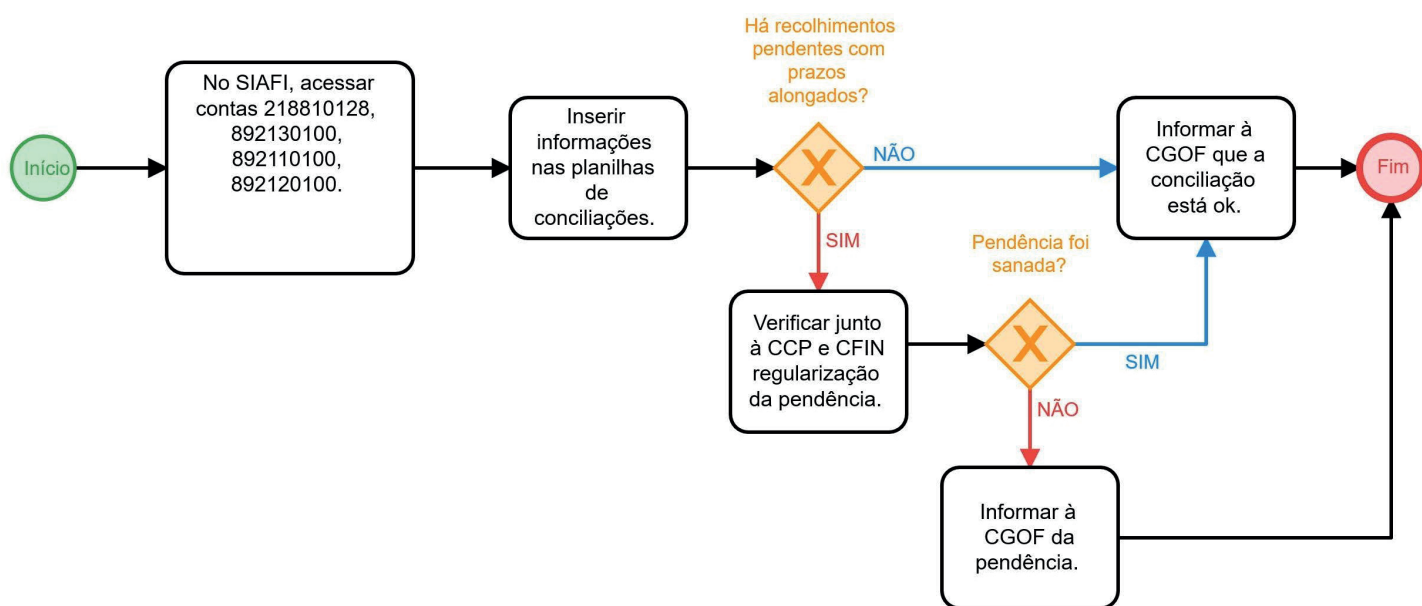 Início
No SIAFI, acessar
contas 218810128,
892130100,
892110100,
892120100.
Inserir
informações
nas planilhas
de
conciliações.
Há recolhimentos
pendentes com
prazos
alongados?
X
NÃO
SIM
Informar à
CGOF que a
conciliação
está ok.
Fim
Verificar junto
à CCP e CFIN
regularização
da pendência.
Pendência foi
sanada?
X
SIM
NÃO
Informar à
CGOF da
pendência.